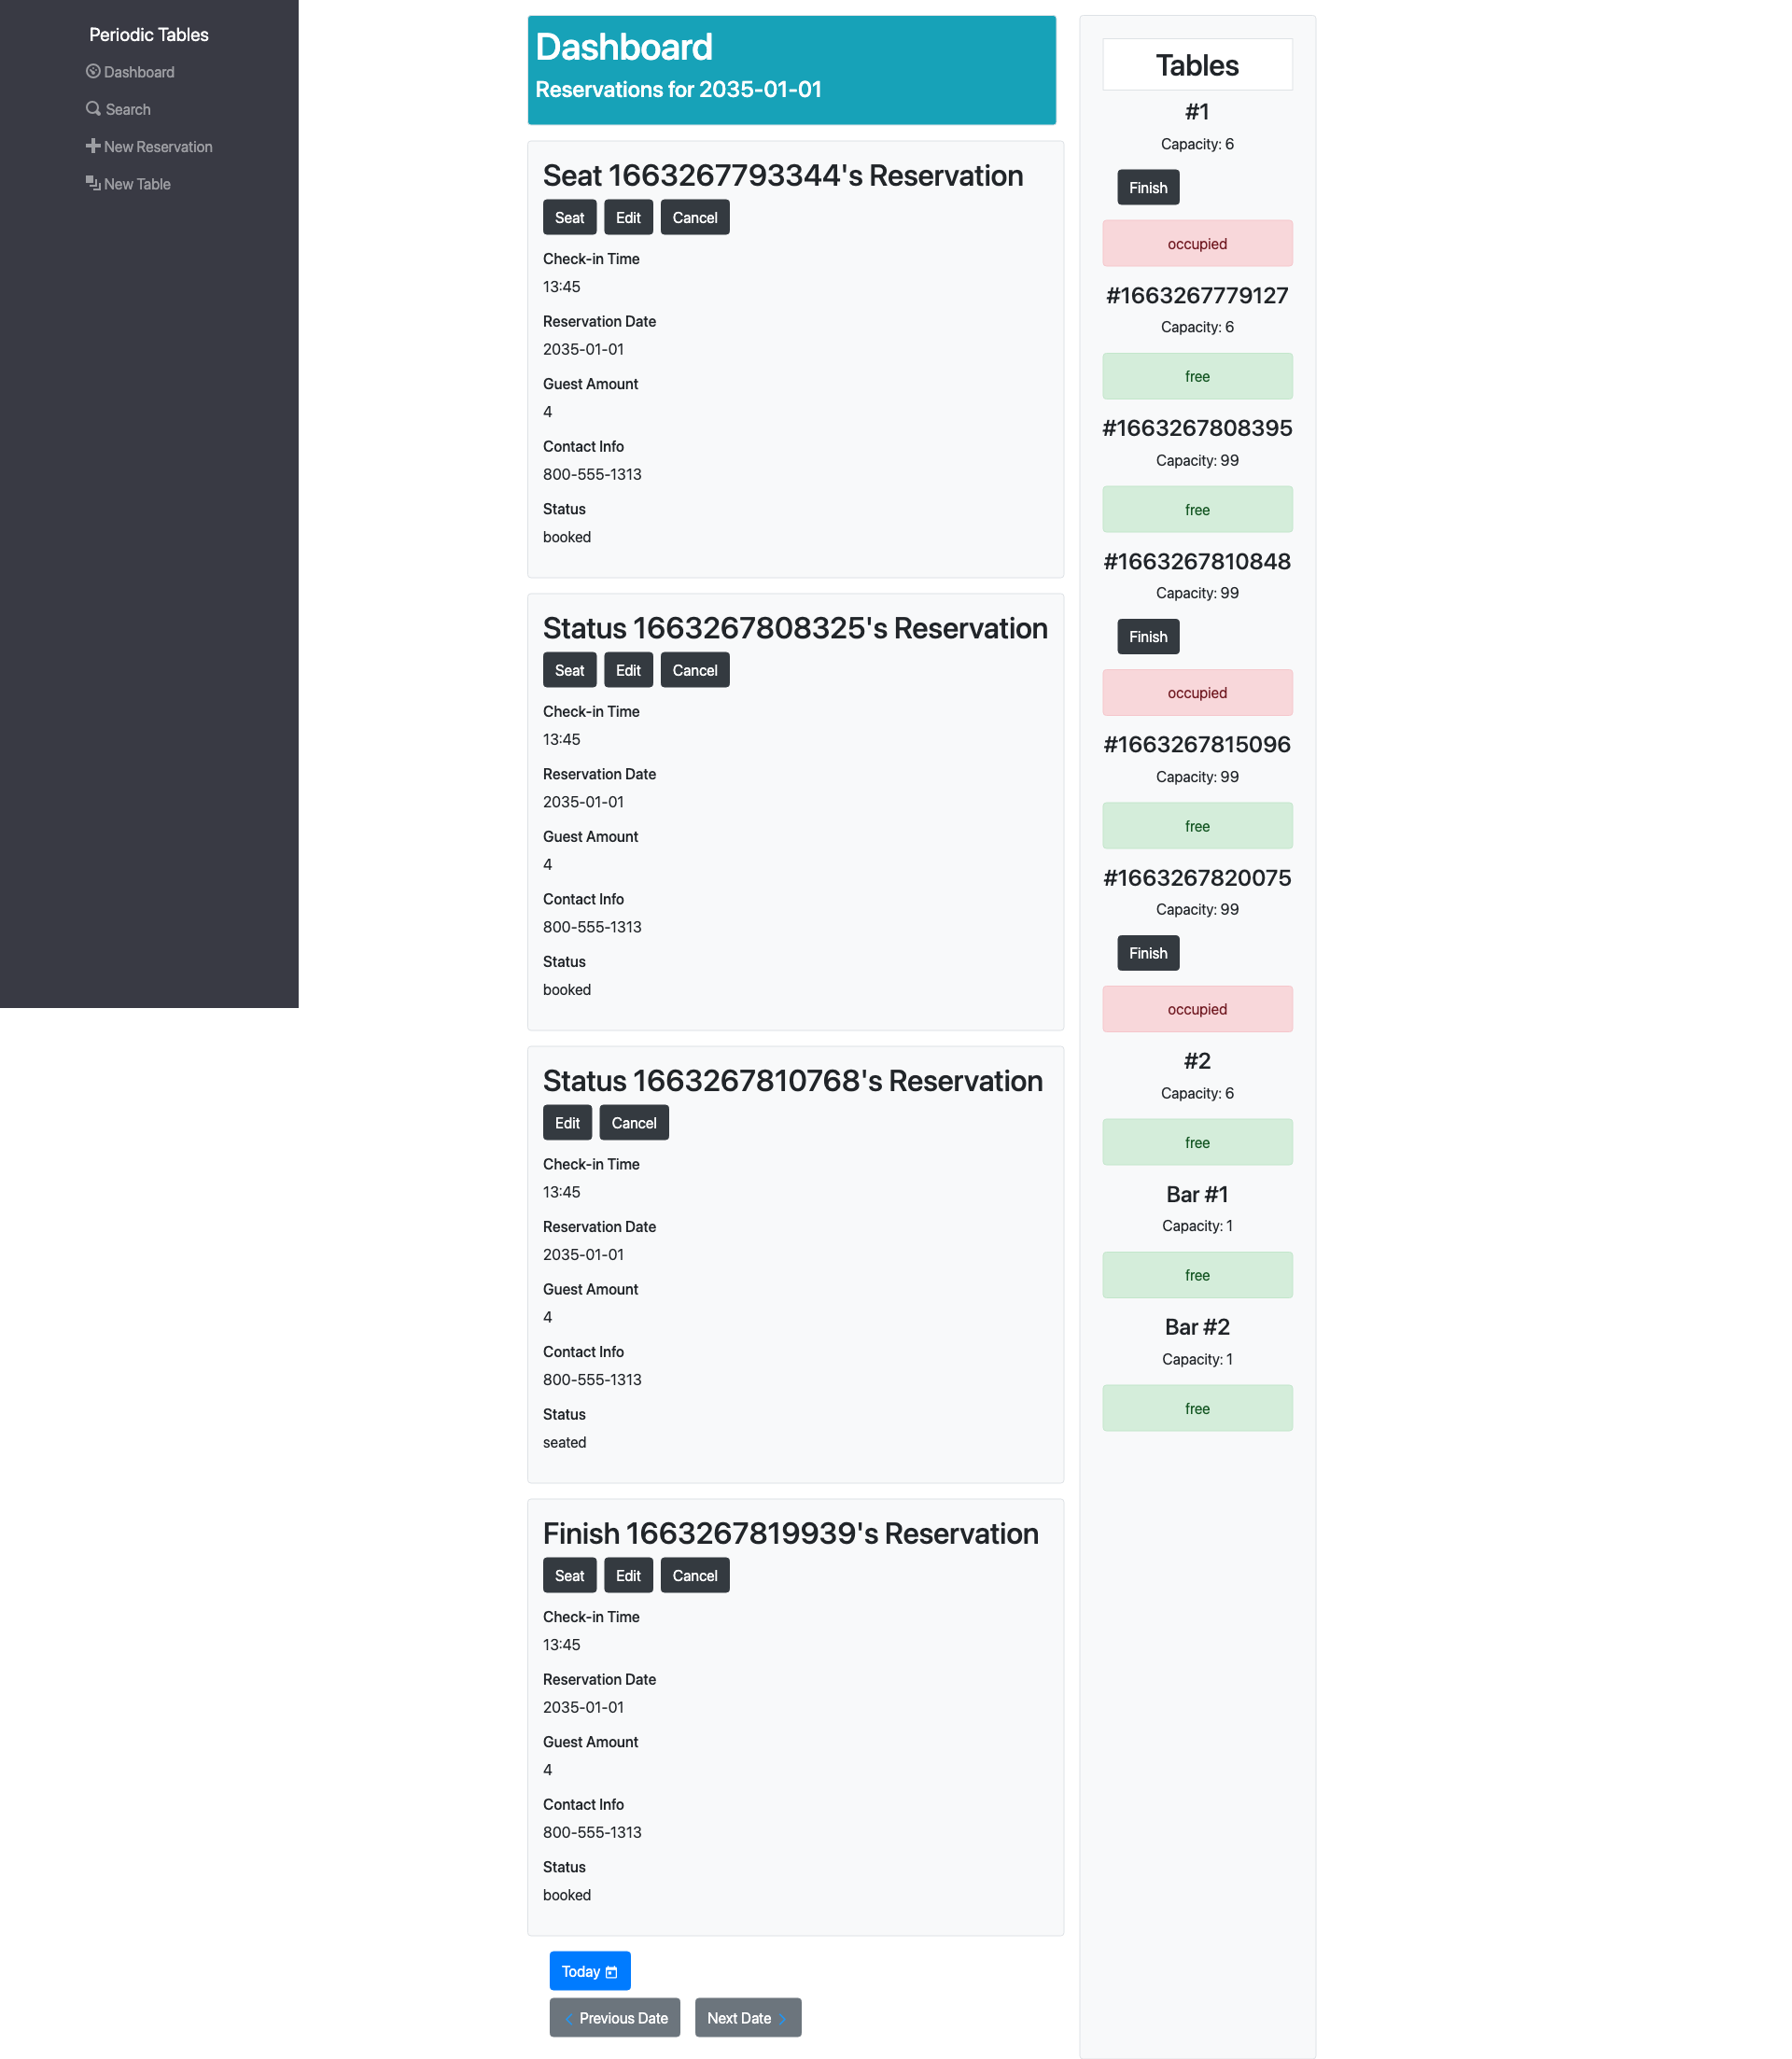 Periodic Tables
Dashboard
Search
New Reservation
New Table
Dashboard
Reservations for 2035-01-01
Seat 1663267793344's Reservation
Seat Edit Cancel
Check-in Time
13:45
Reservation Date
2035-01-01
Guest Amount
4
Contact Info
800-555-1313
Status
booked
Status 1663267808325's Reservation
Seat Edit Cancel
Check-in Time
13:45
Reservation Date
2035-01-01
Guest Amount
4
Contact Info
800-555-1313
Status
booked
Status 1663267810768's Reservation
Edit Cancel
Check-in Time
13:45
Reservation Date
2035-01-01
Guest Amount
4
Contact Info
800-555-1313
Status
seated
Finish 1663267819939's Reservation
Seat Edit Cancel
Check-in Time
13:45
Reservation Date
2035-01-01
Guest Amount
4
Contact Info
800-555-1313
Status
booked
Today
Previous Date Next Date
Tables
#1
Capacity: 6
Finish
occupied
#1663267779127
Capacity: 6
free
#1663267808395
Capacity: 99
free
#1663267810848
Capacity: 99
Finish
occupied
#1663267815096
Capacity: 99
free
#1663267820075
Capacity: 99
Finish
occupied
#2
Capacity: 6
free
Bar #1
Capacity: 1
free
Bar #2
Capacity: 1
free